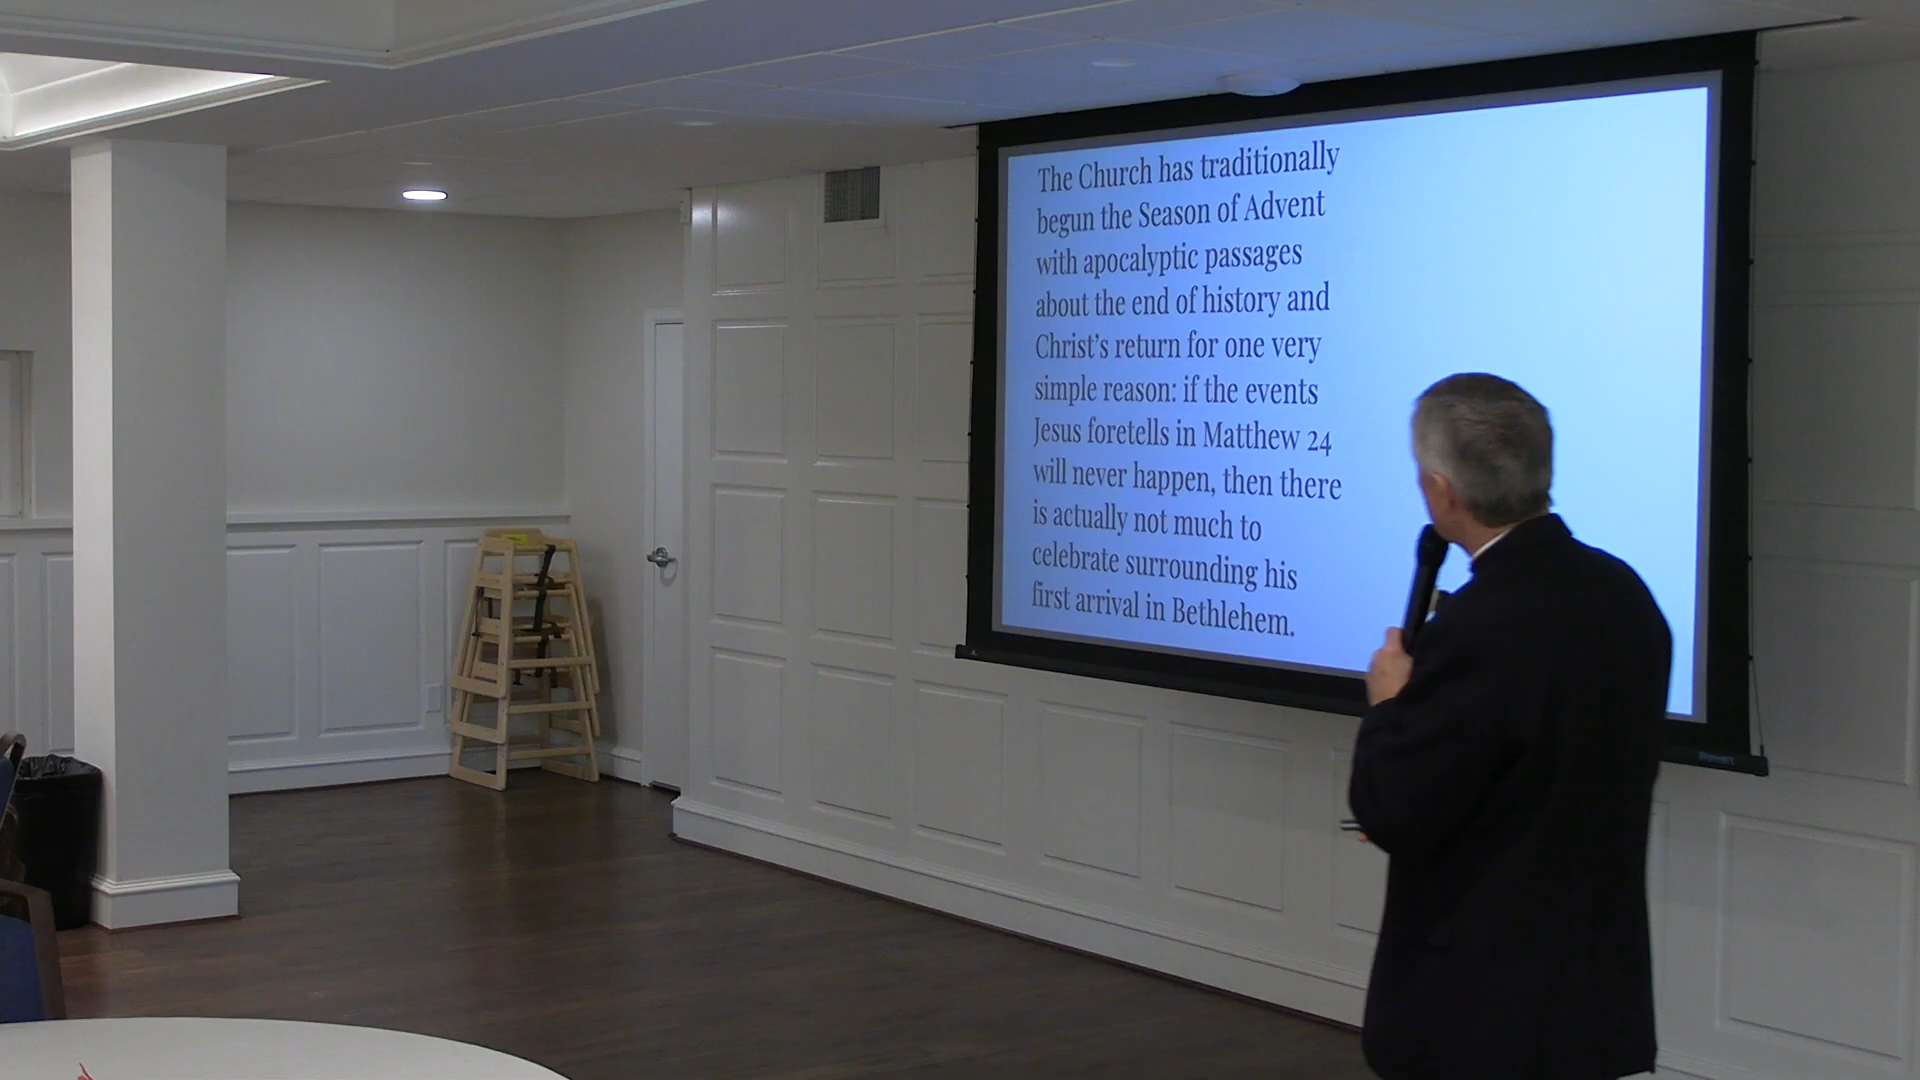 The Church has traditionally
begun the Season of Advent
with apocalyptic passages
about the end of history and
Christ's return for one very
simple reason: if the events
Jesus foretells in Matthew 24
will never happen, then there
is actually not much to
celebrate surrounding his
first arrival in Bethlehem.
Stewart